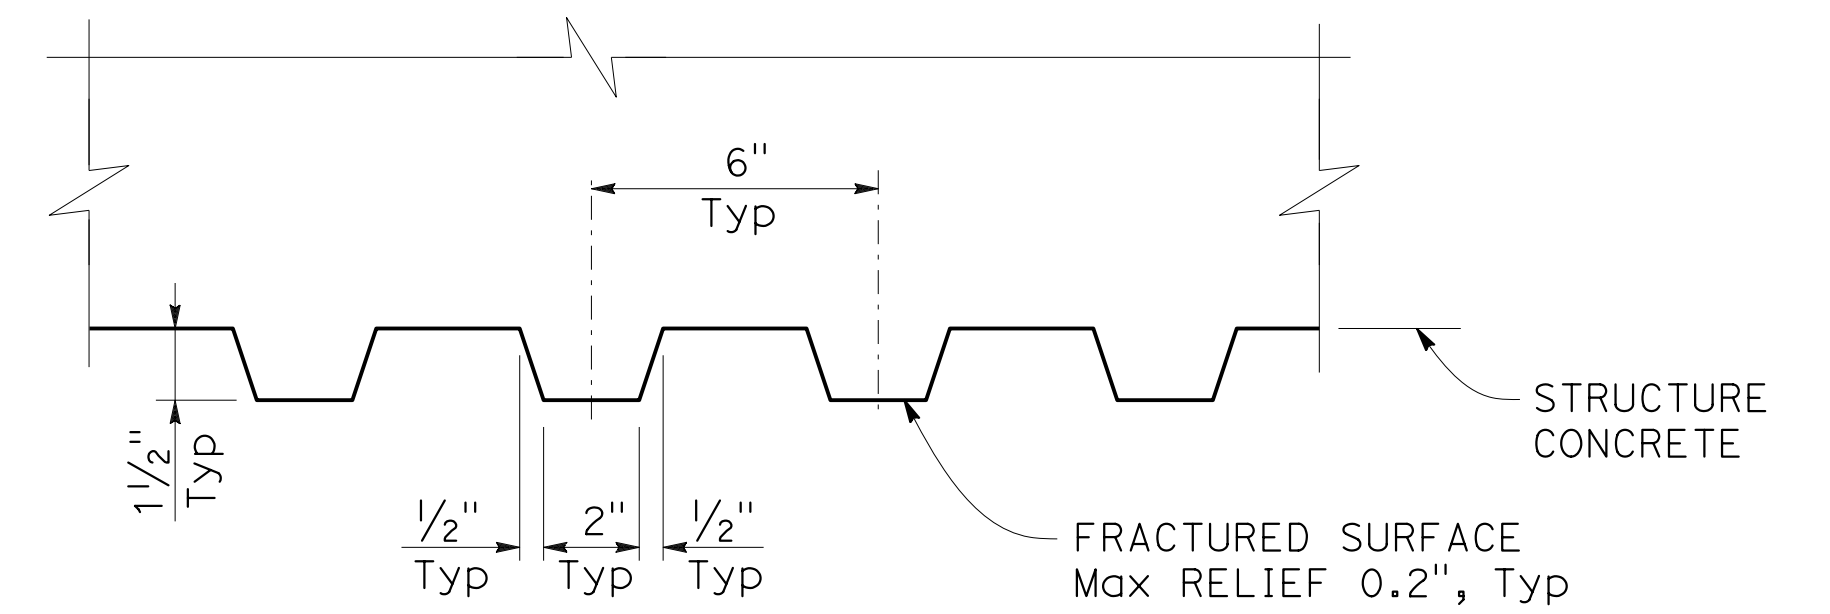 6"
Typ
1½"
Typ
½"
Typ
2"
Typ
½"
Typ
STRUCTURE
CONCRETE
FRACTURED SURFACE
Max RELIEF 0.2", Typ